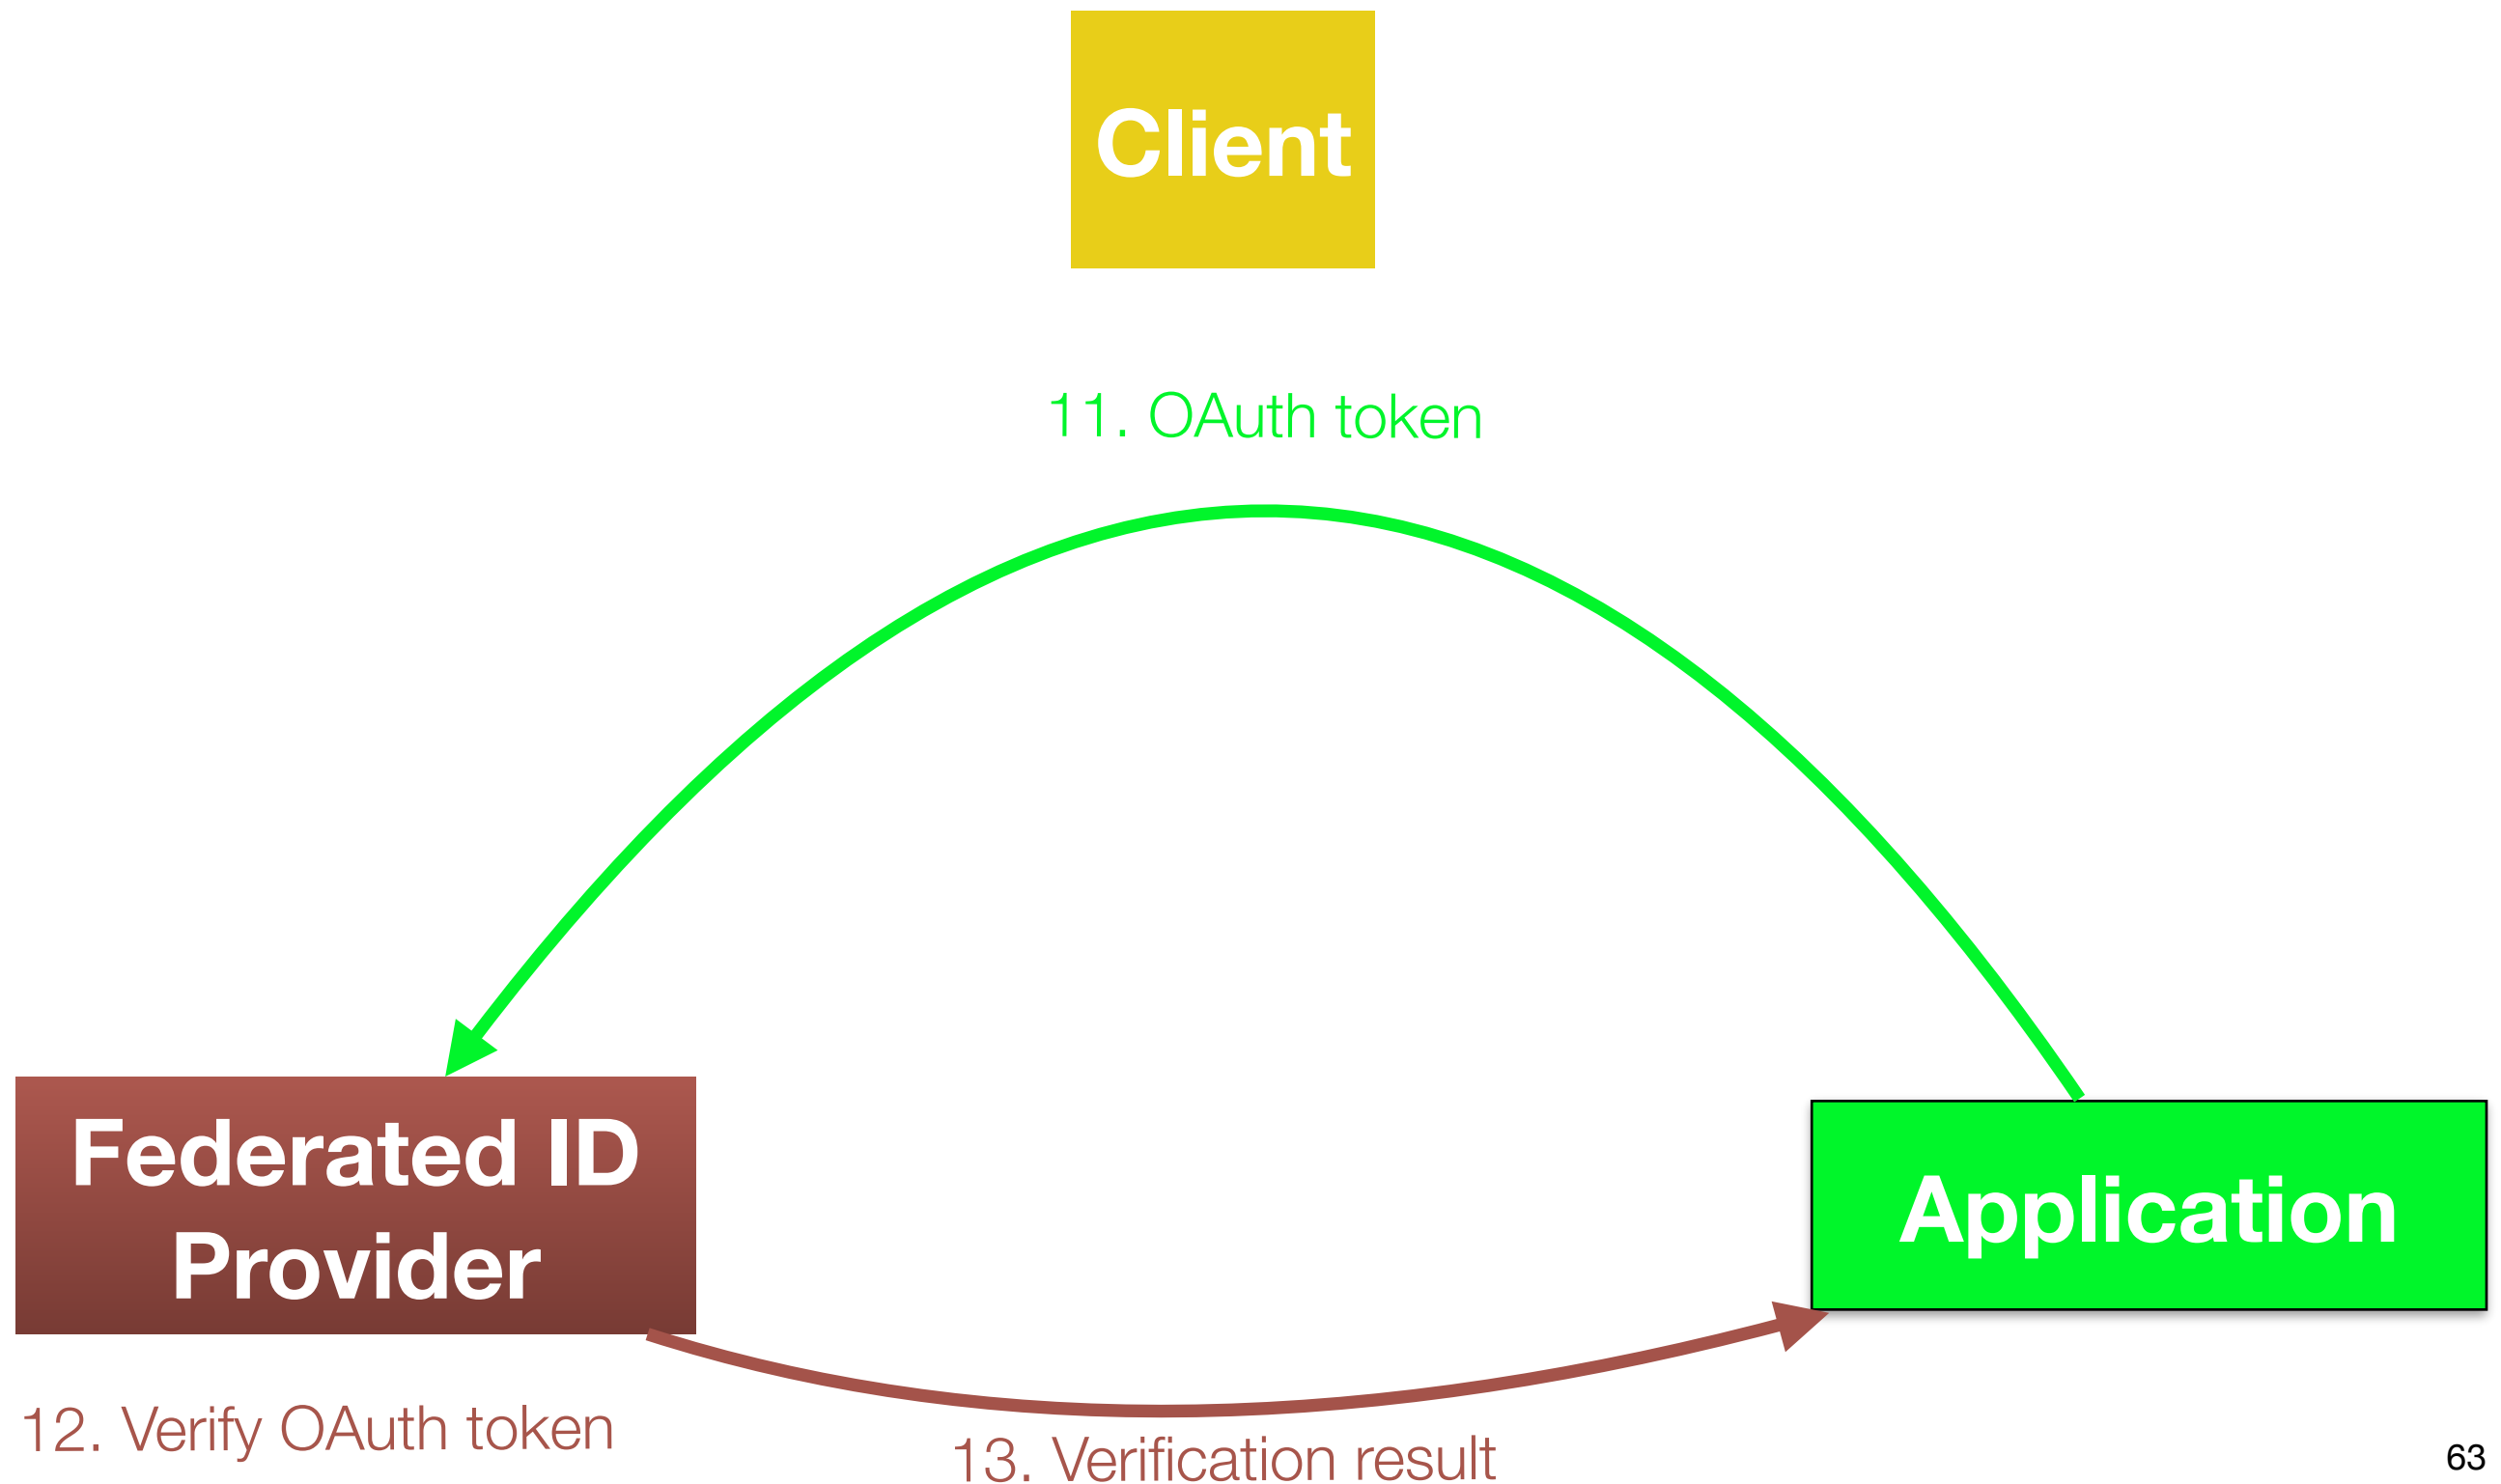 Client
11. OAuth token
Federated ID
Provider
Application
12. Verify OAuth token
13. Verification result
63